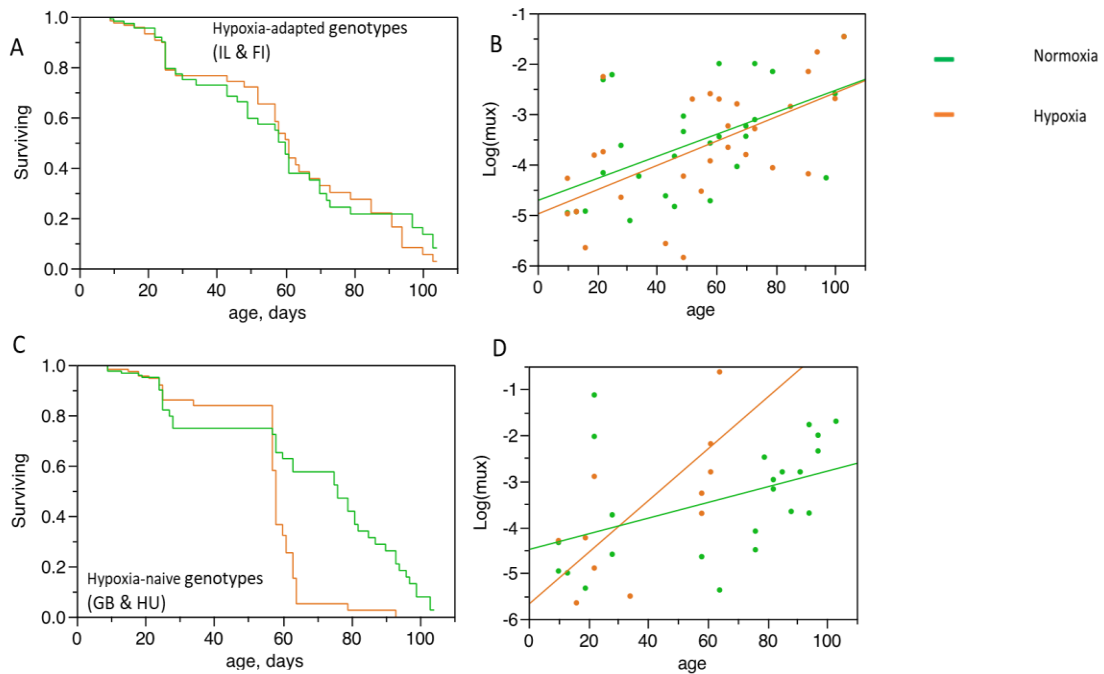 A
Hypoxia-adapted genotypes
(IL & FI)
1.0
0.8
0.6
0.4
0.2
0.0
Surviving
0 20 40 60 80 100
age, days
B
-1
-2
-3
-4
-5
-6
Log(mux)
0 20 40 60 80 100
age
Normoxia
Hypoxia
C
1.0
0.8
0.6
0.4
0.2
0.0
Surviving
Hypoxia-naive genotypes
(GB & HU)
0 20 40 60 80 100
age, days
D
-1
-2
-3
-4
-5
-6
Log(mux)
0 20 40 60 80 100
age